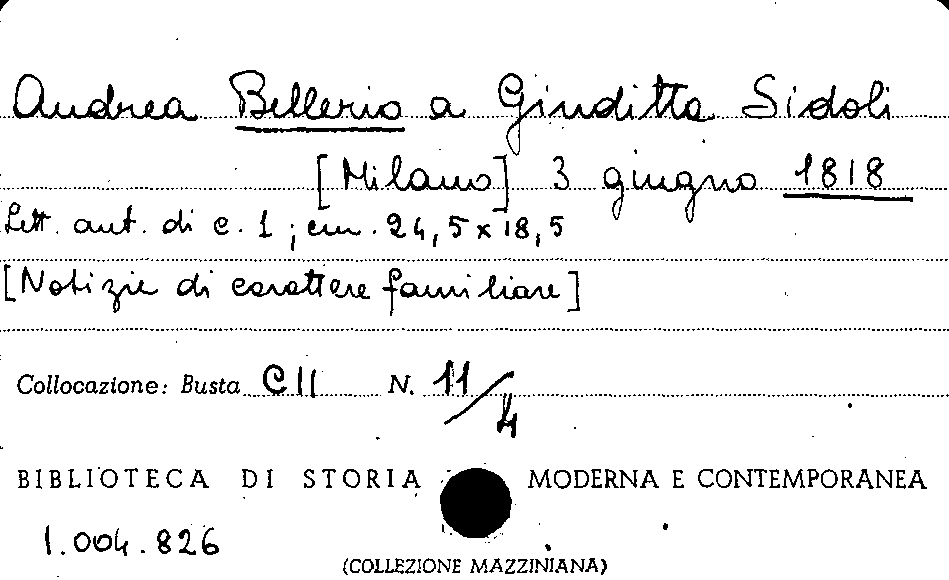 Andrea Bellerio a Giuditta Sidoli
[Milano] 3 giugno 1818
Lett. aut. di c. 1; cm. 24,5 x 18,5
[Notizie di carattere familiare]
Collocazione: Busta CII N. 11/4
BIBLIOTECA DI STORIA MODERNA E CONTEMPORANEA
1.004.826
(COLLEZIONE MAZZINIANA)